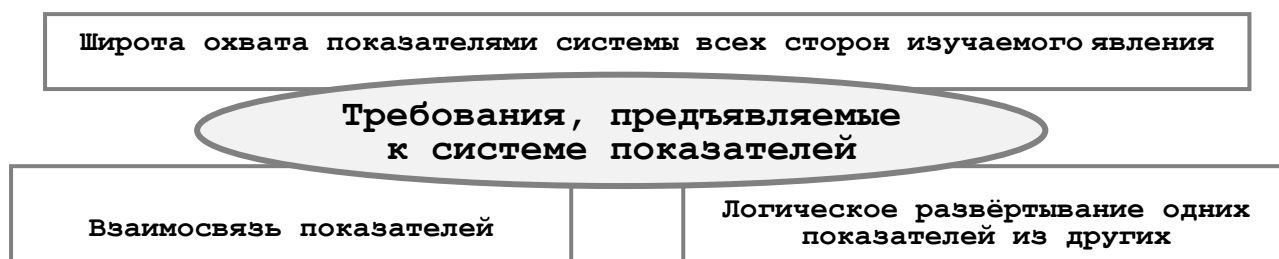 Широта охвата показателями системы всех сторон изучаемого явления
Требования, предъявляемые
к системе показателей
Взаимосвязь показателей
Логическое развёртывание одних
показателей из других